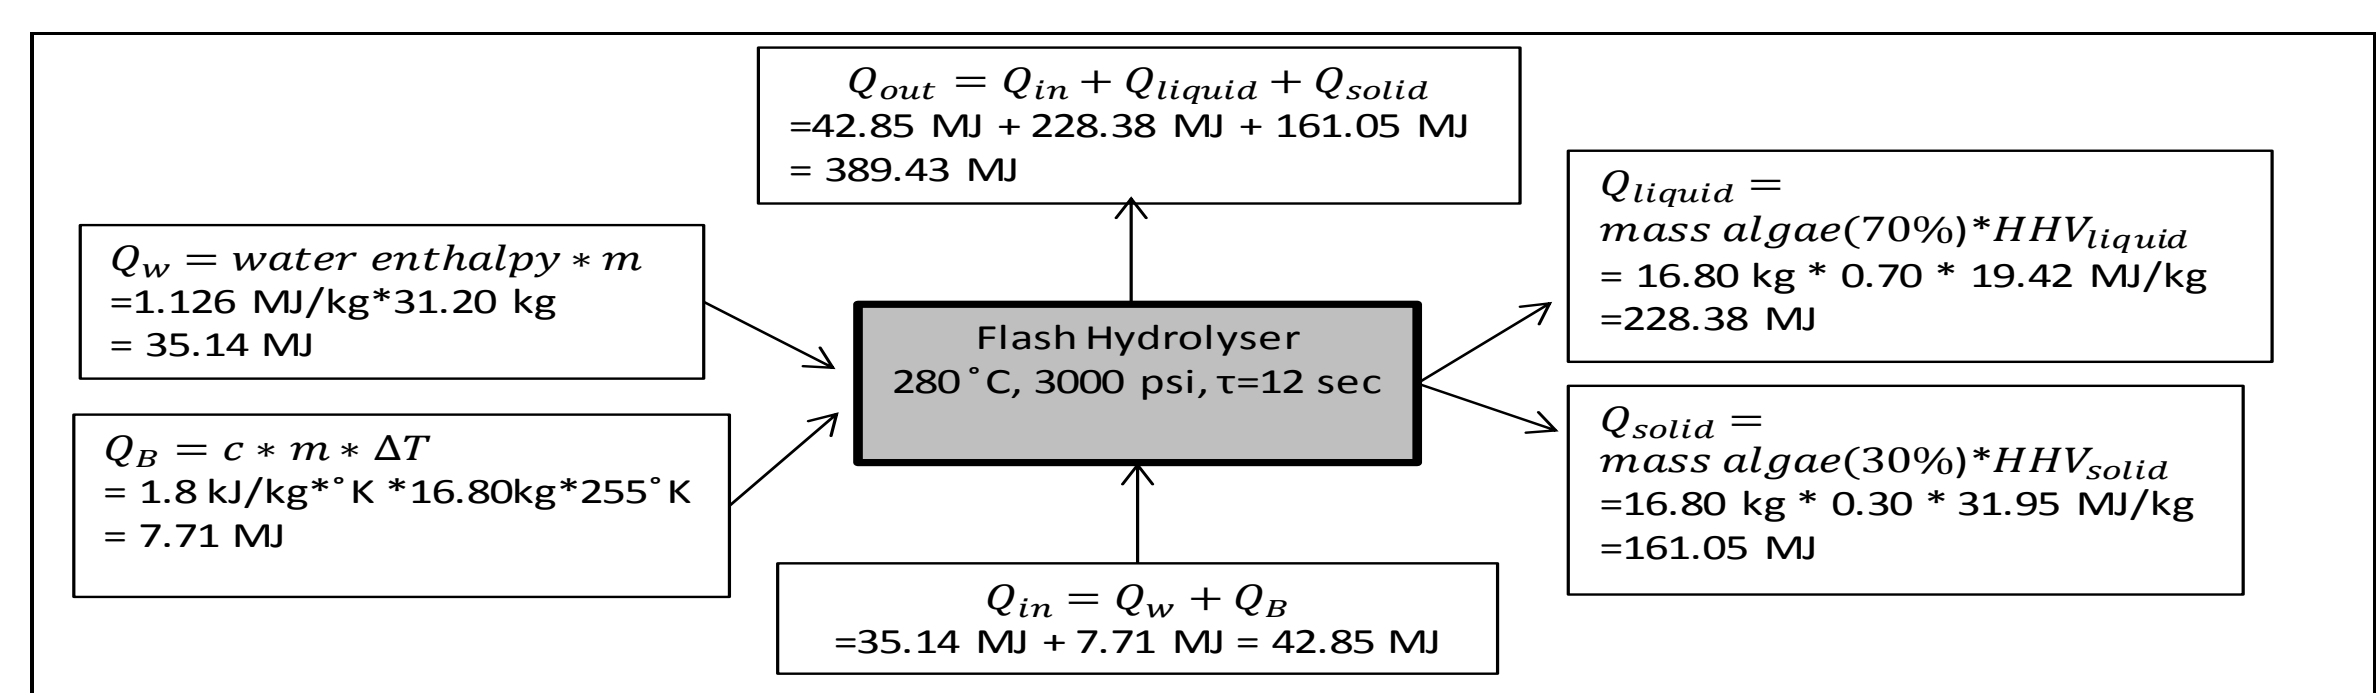 Q_out = Q_in + Q_liquid + Q_solid
=42.85 MJ + 228.38 MJ + 161.05 MJ
= 389.43 MJ
Q_w = water enthalpy ∗ m
=1.126 MJ/kg*31.20 kg
= 35.14 MJ
Q_B = c ∗ m ∗ ΔT
= 1.8 kJ/kg*˚K *16.80kg*255˚K
= 7.71 MJ
Flash Hydrolyser
280˚C, 3000 psi, τ=12 sec
Q_in = Q_w + Q_B
=35.14 MJ + 7.71 MJ = 42.85 MJ
Q_liquid =
mass algae(70%)*HHV_liquid
= 16.80 kg * 0.70 * 19.42 MJ/kg
=228.38 MJ
Q_solid =
mass algae(30%)*HHV_solid
=16.80 kg * 0.30 * 31.95 MJ/kg
=161.05 MJ